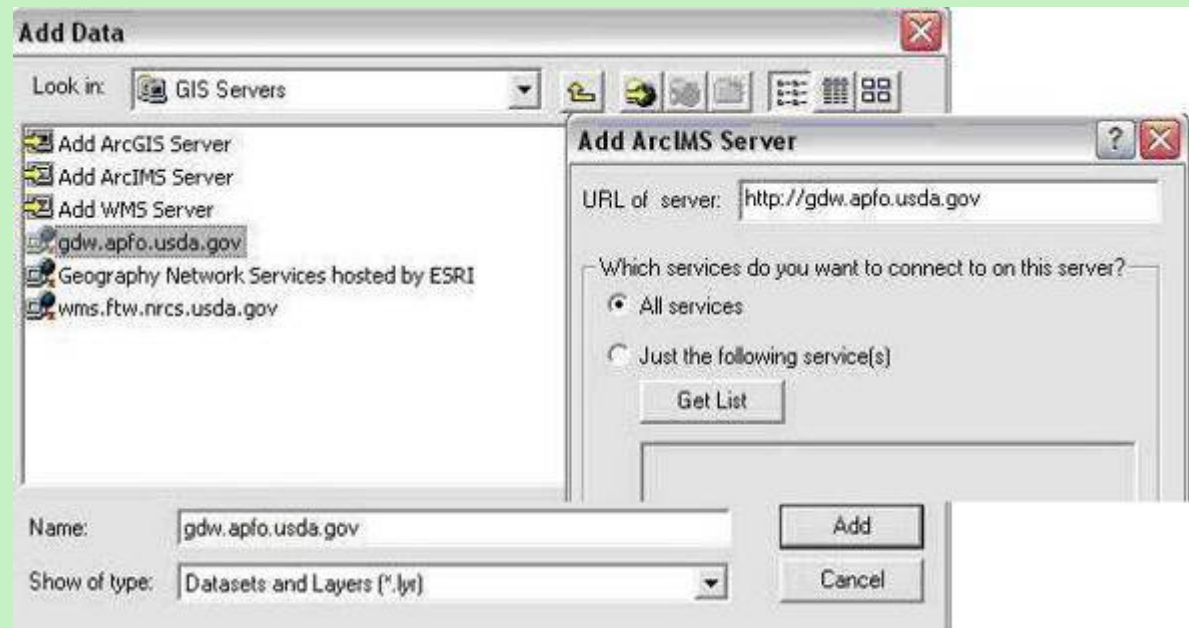 Add Data
Look in: GIS Servers
Add ArcGIS Server
Add ArcIMS Server
Add WMS Server
gdw.apfo.usda.gov
Geography Network Services hosted by ESRI
wms.ftw.nrcs.usda.gov
Name: gdw.apfo.usda.gov
Add
Show of type: Datasets and Layers (*.lyr)
Cancel
Add ArcIMS Server
URL of server: http://gdw.apfo.usda.gov
Which services do you want to connect to on this server?
All services
Just the following service(s)
Get List